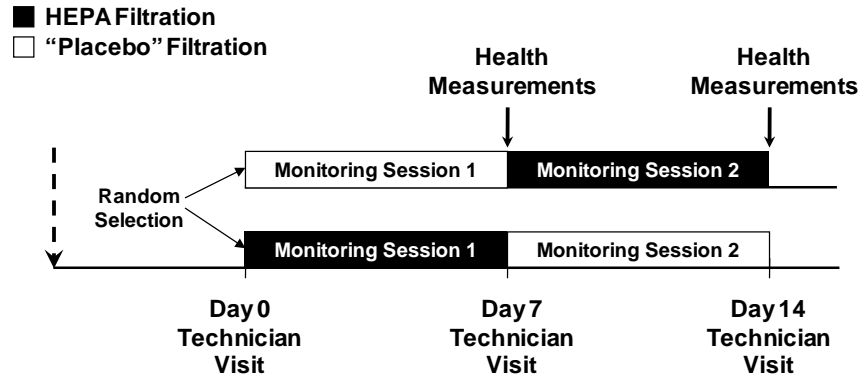 HEPA Filtration
“Placebo” Filtration
Health
Measurements
Health
Measurements
Monitoring Session 1
Monitoring Session 2
Random
Selection
Monitoring Session 1
Monitoring Session 2
Day 0
Technician
Visit
Day 7
Technician
Visit
Day 14
Technician
Visit